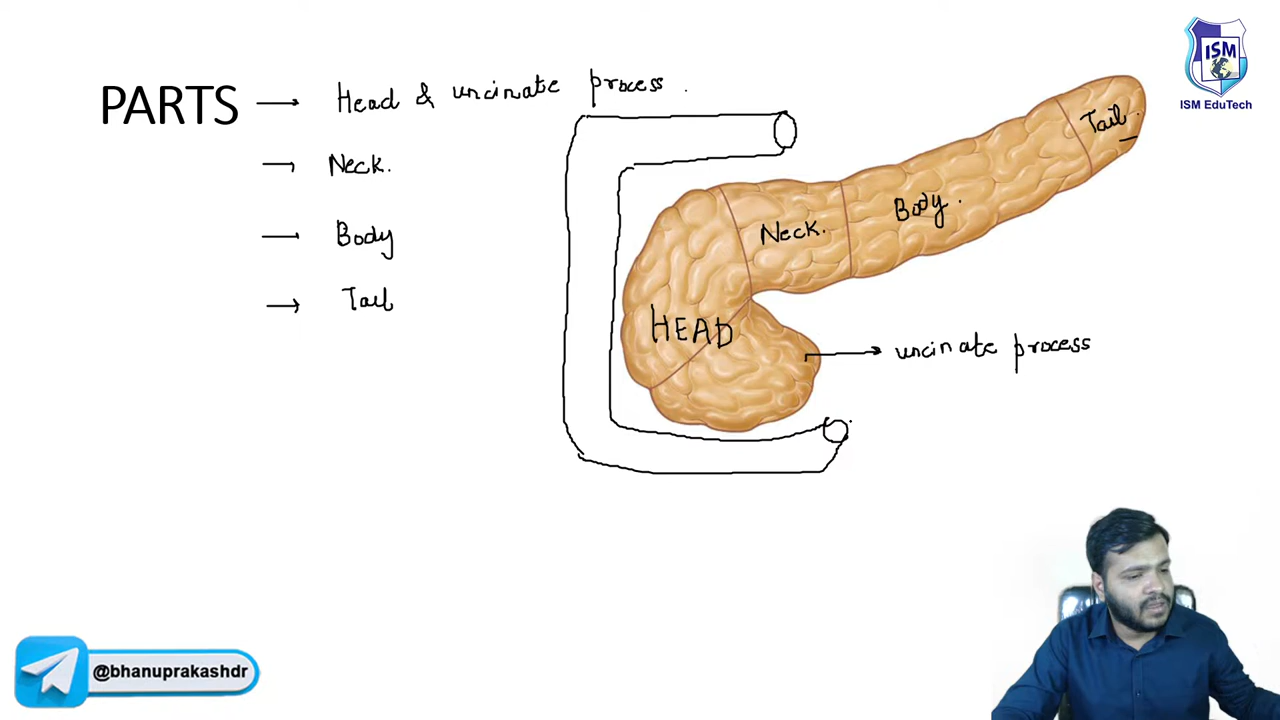 PARTS → Head & uncinate process .
→ Neck.
→ Body
→ Tail
HEAD
Neck.
Body .
Tail .
→ uncinate process
ISM
ISM EduTech
@bhanuprakashdr